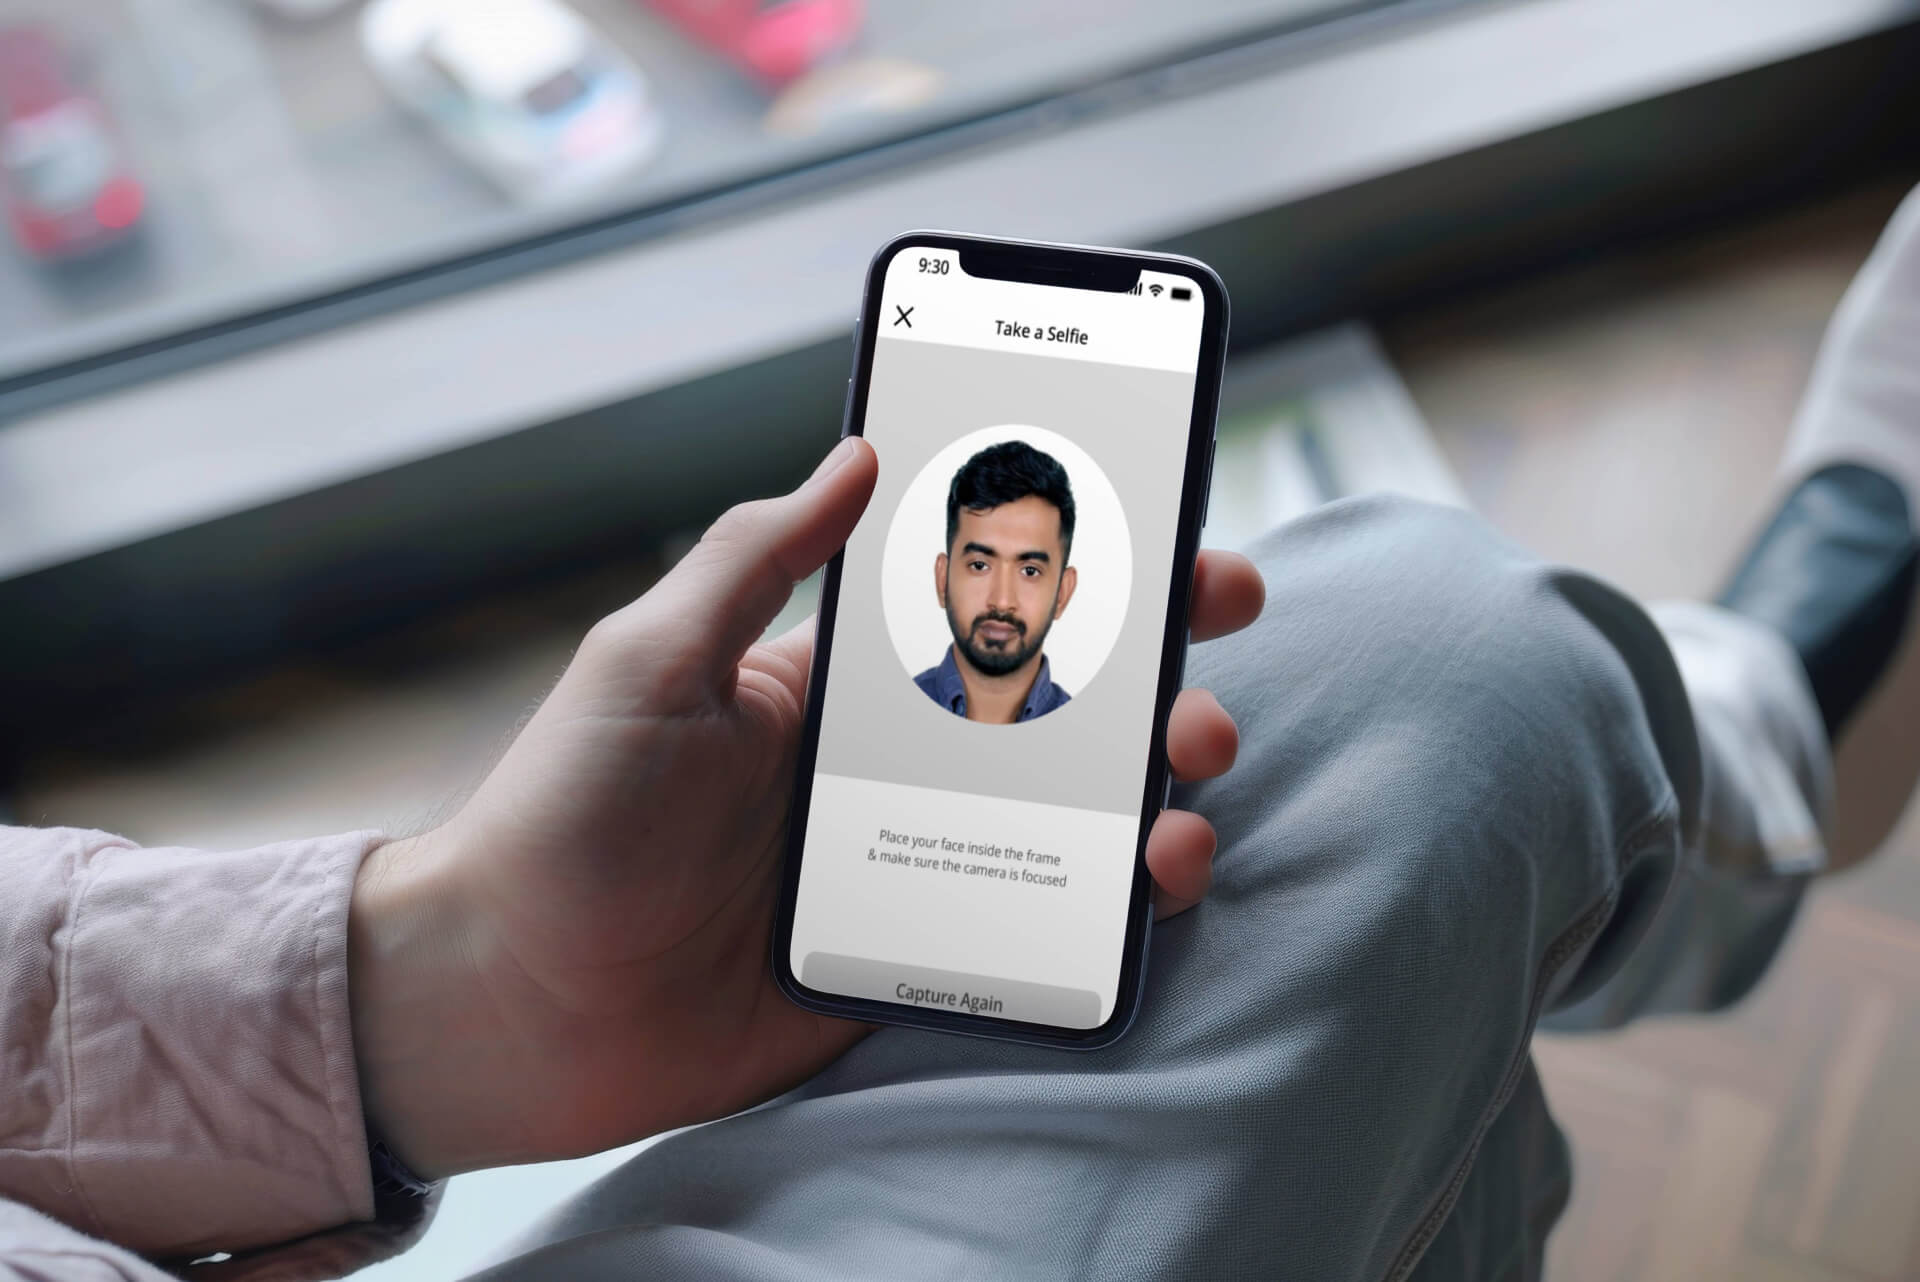 9:30
Take a Selfie
Place your face inside the frame
& make sure the camera is focused
Capture Again